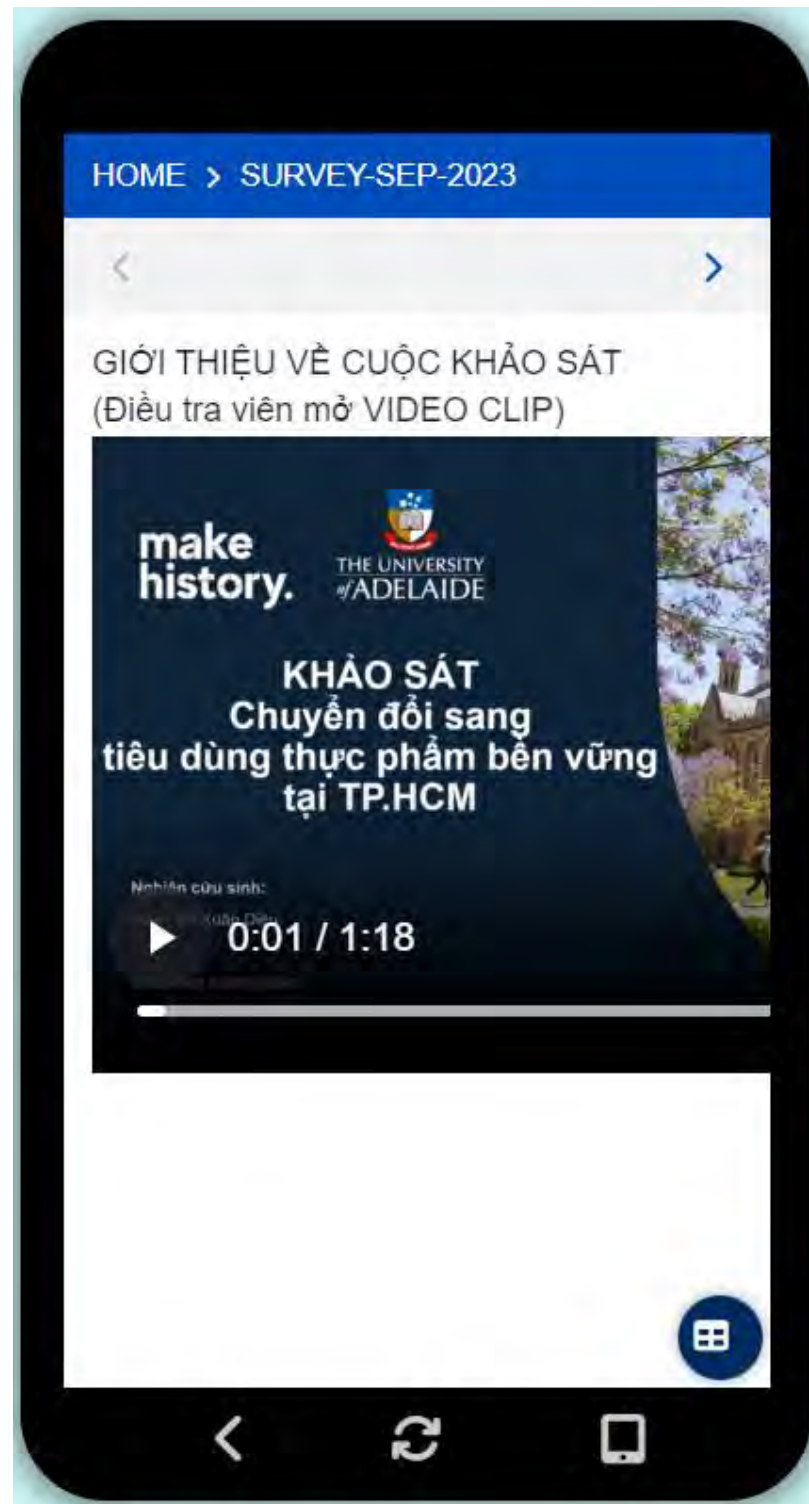 HOME > SURVEY-SEP-2023
GIỚI THIỆU VỀ CUỘC KHẢO SÁT
(Điều tra viên mở VIDEO CLIP)
make
history.
THE UNIVERSITY
of ADELAIDE
KHẢO SÁT
Chuyển đổi sang
tiêu dùng thực phẩm bền vững
tại TP.HCM
Nghiên cứu sinh:
Xuân Diệu
0:01 / 1:18